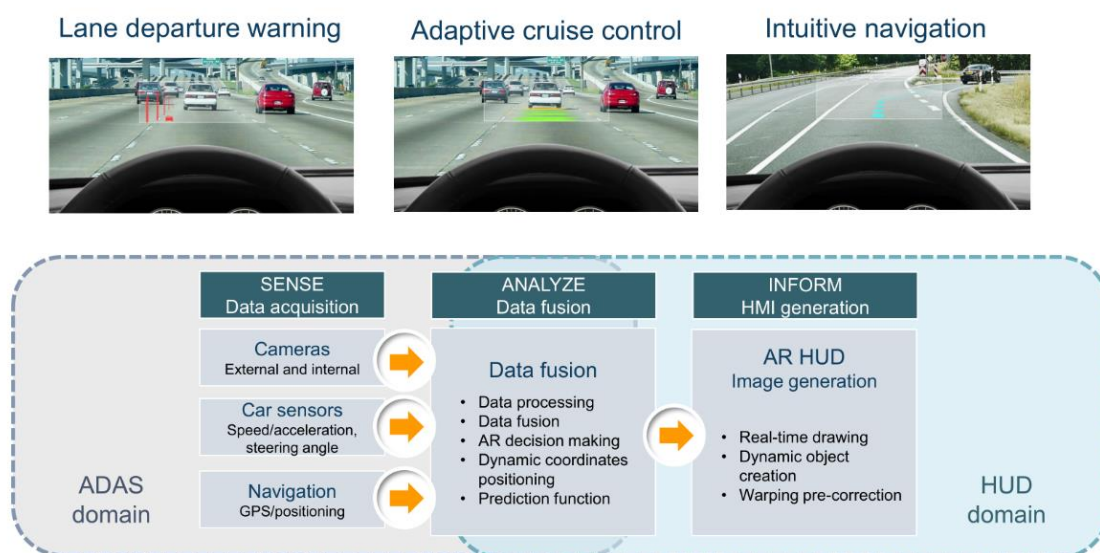 Lane departure warning
Adaptive cruise control
Intuitive navigation
SENSE
Data acquisition
ANALYZE
Data fusion
INFORM
HMI generation
Cameras
External and internal
Car sensors
Speed/acceleration,
steering angle
Navigation
GPS/positioning
Data fusion
• Data processing
• Data fusion
• AR decision making
• Dynamic coordinates
positioning
• Prediction function
AR HUD
Image generation
• Real-time drawing
• Dynamic object
creation
• Warping pre-correction
ADAS
domain
HUD
domain